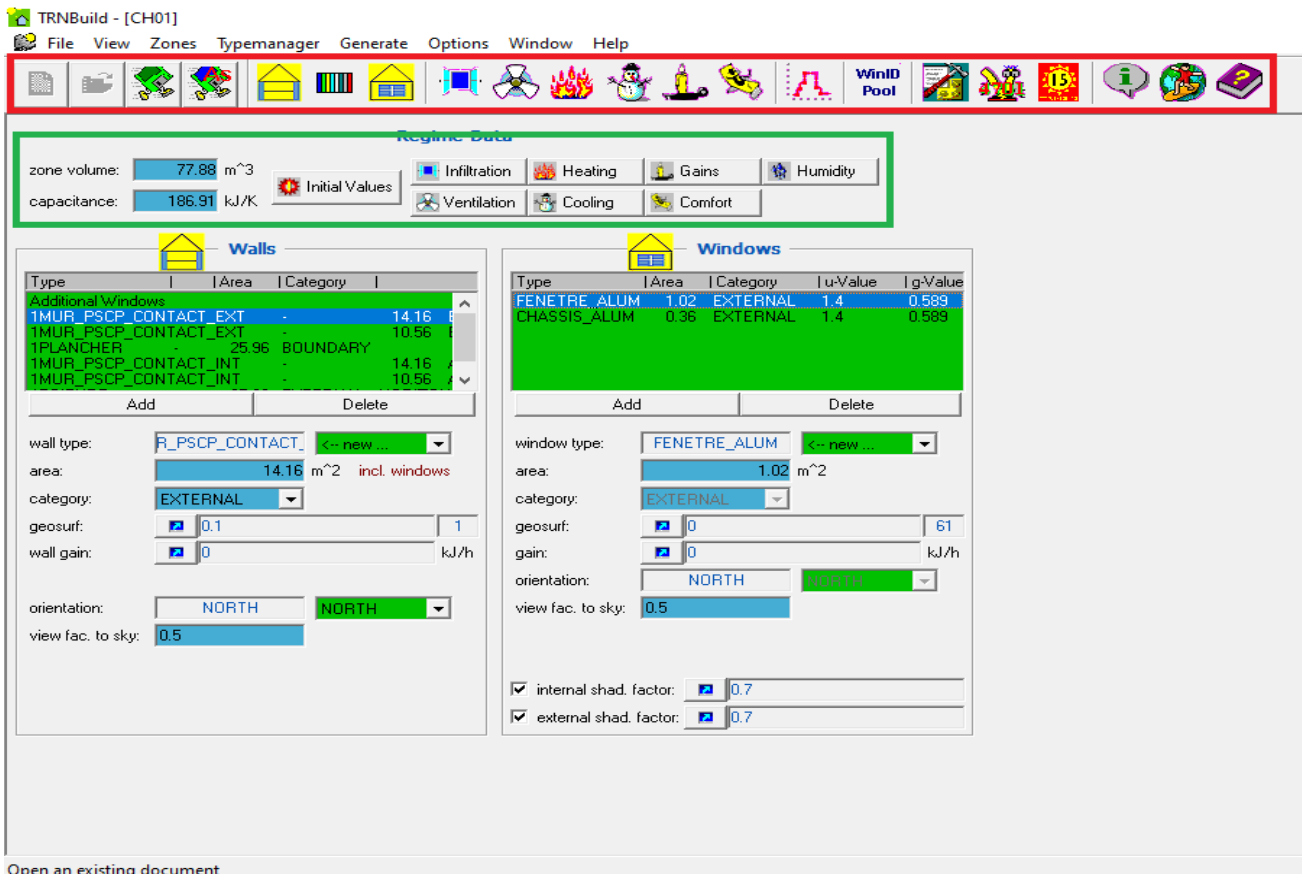 TRNBuild - [CH01]
File View Zones Typemanager Generate Options Window Help
WinID Pool
15
Regime Data
zone volume: 77.88 m^3
capacitance: 186.91 kJ/K
Initial Values
Infiltration Heating Gains Humidity
Ventilation Cooling Comfort
Walls
Type | | Area | Category |
Additional Windows
1MUR_PSCP_CONTACT_EXT - 14.16
1MUR_PSCP_CONTACT_EXT - 10.56
1PLANCHER - 25.96 BOUNDARY
1MUR_PSCP_CONTACT_INT - 14.16
1MUR_PSCP_CONTACT_INT - 10.56
Add Delete
wall type: R_PSCP_CONTACT_ <-- new ...
area: 14.16 m^2 incl. windows
category: EXTERNAL
geosurf: 0.1 1
wall gain: 0 kJ/h
orientation: NORTH NORTH
view fac. to sky: 0.5
Windows
Type | Area | Category | u-Value | g-Value
FENETRE_ALUM 1.02 EXTERNAL 1.4 0.589
CHASSIS_ALUM 0.36 EXTERNAL 1.4 0.589
Add Delete
window type: FENETRE_ALUM <-- new ...
area: 1.02 m^2
category: EXTERNAL
geosurf: 0 61
gain: 0 kJ/h
orientation: NORTH NORTH
view fac. to sky: 0.5
internal shad. factor: 0.7
external shad. factor: 0.7
Open an existing document